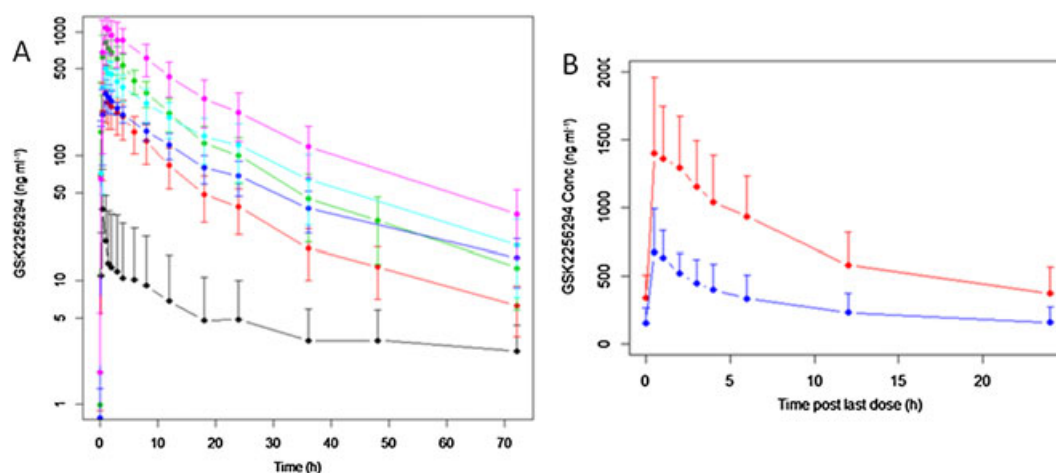 A
GSK2256294 (ng ml⁻¹)
1000
500
100
50
10
5
1
0 10 20 30 40 50 60 70
Time (h)
B
GSK2256294 Conc (ng ml⁻¹)
1500
1000
500
0
0 5 10 15 20
Time post last dose (h)